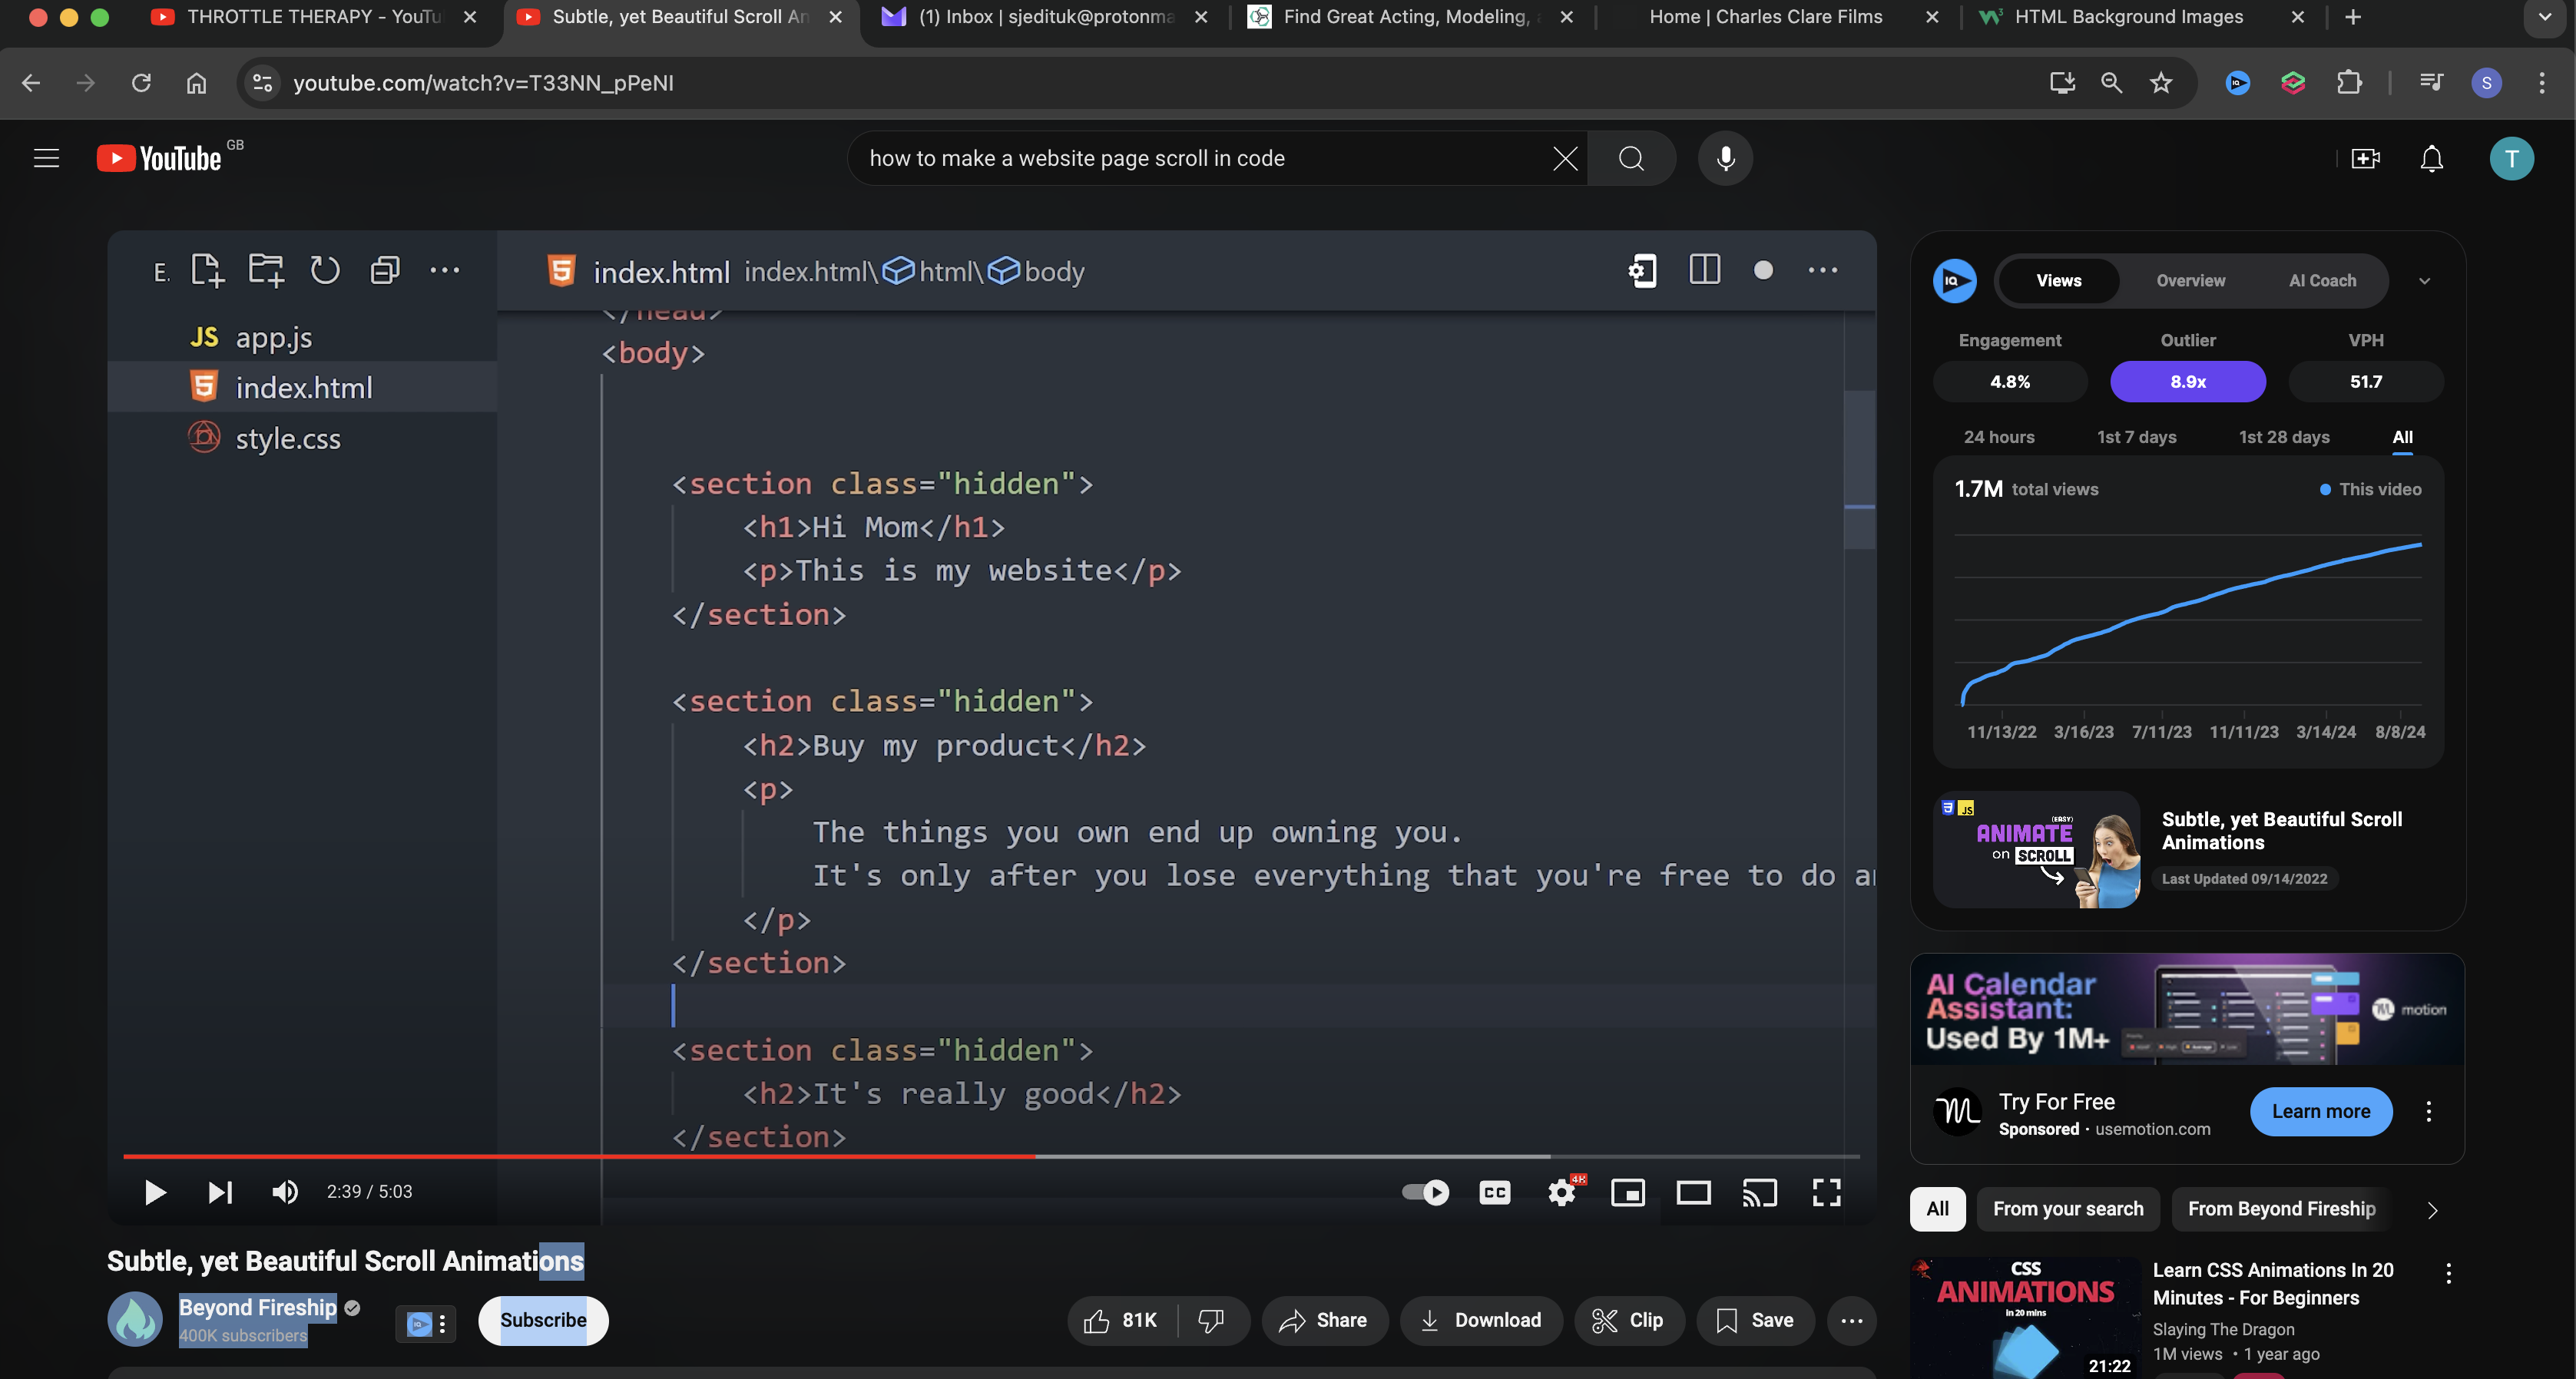 THROTTLE THERAPY - YouTu
Subtle, yet Beautiful Scroll An
(1) Inbox | sjedituk@protonma
Find Great Acting, Modeling,
Home | Charles Clare Films
HTML Background Images
youtube.com/watch?v=T33NN_pPeNI
S
YouTube GB
how to make a website page scroll in code
T
E.
index.html index.html\html\body
JS app.js
index.html
style.css
</head>
<body>
<section class="hidden">
<h1>Hi Mom</h1>
<p>This is my website</p>
</section>
<section class="hidden">
<h2>Buy my product</h2>
<p>
The things you own end up owning you.
It's only after you lose everything that you're free to do a
</p>
</section>
<section class="hidden">
<h2>It's really good</h2>
</section>
2:39 / 5:03
CC
4K
Subtle, yet Beautiful Scroll Animations
Beyond Fireship
400K subscribers
Subscribe
81K
Share
Download
Clip
Save
IQ
Views Overview AI Coach
Engagement Outlier VPH
4.8% 8.9x 51.7
24 hours 1st 7 days 1st 28 days All
1.7M total views
This video
11/13/22 3/16/23 7/11/23 11/11/23 3/14/24 8/8/24
JS
(EASY)
ANIMATE
on SCROLL
Subtle, yet Beautiful Scroll
Animations
Last Updated 09/14/2022
AI Calendar
Assistant:
Used By 1M+
motion
Try For Free
Sponsored · usemotion.com
Learn more
All From your search From Beyond Fireship
CSS
ANIMATIONS
In 20 mins
21:22
Learn CSS Animations In 20
Minutes - For Beginners
Slaying The Dragon
1M views • 1 year ago